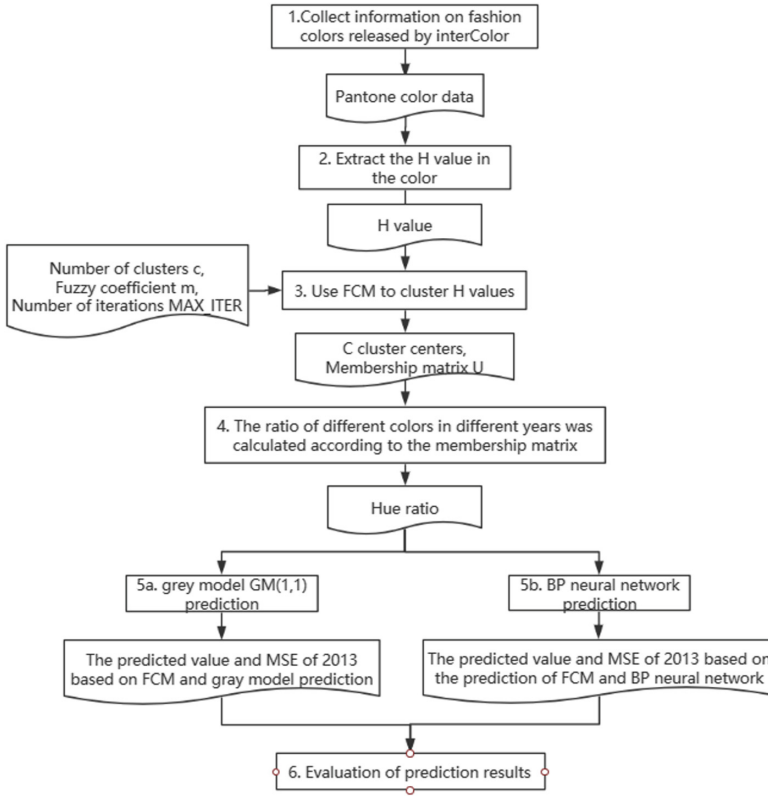 1.Collect information on fashion
colors released by interColor
Pantone color data
2. Extract the H value in
the color
H value
Number of clusters c,
Fuzzy coefficient m,
Number of iterations MAX_ITER
3. Use FCM to cluster H values
C cluster centers,
Membership matrix U
4. The ratio of different colors in different years was
calculated according to the membership matrix
Hue ratio
5a. grey model GM(1,1)
prediction
5b. BP neural network
prediction
The predicted value and MSE of 2013
based on FCM and gray model prediction
The predicted value and MSE of 2013 based on
the prediction of FCM and BP neural network
6. Evaluation of prediction results